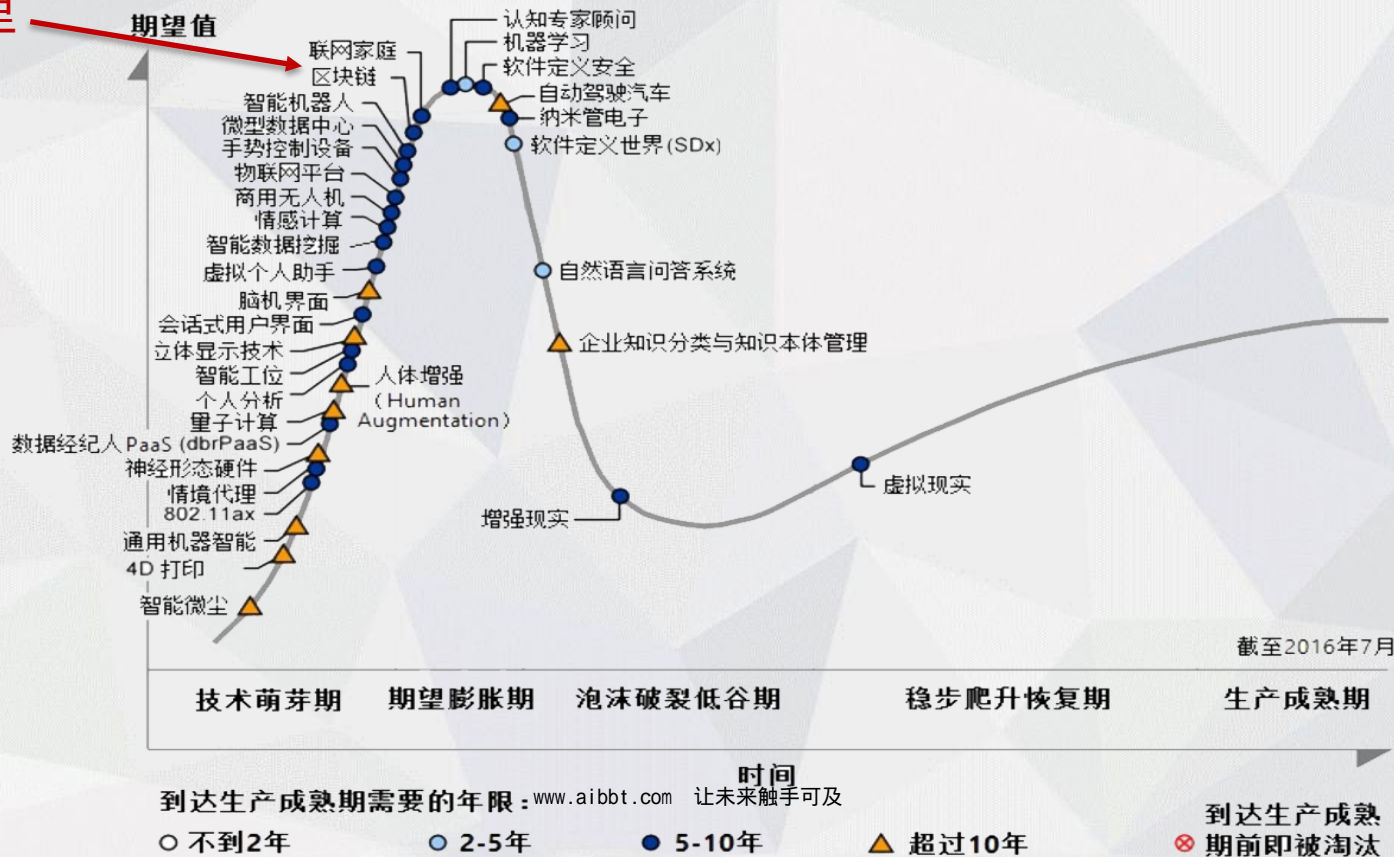 里
期望值
认知专家顾问
机器学习
软件定义安全
自动驾驶汽车
纳米管电子
软件定义世界(SDx)
联网家庭
区块链
智能机器人
微型数据中心
手势控制设备
物联网平台
商用无人机
情感计算
智能数据挖掘
虚拟个人助手
脑机界面
会话式用户界面
立体显示技术
智能工位
个人分析
量子计算
数据经纪人PaaS(dbrPaaS)
神经形态硬件
情境代理
802.11ax
通用机器智能
4D 打印
智能微尘
人体增强
（Human
Augmentation）
自然语言问答系统
企业知识分类与知识本体管理
增强现实
虚拟现实
截至2016年7月
技术萌芽期
期望膨胀期
泡沫破裂低谷期
稳步爬升恢复期
生产成熟期
时间
到达生产成熟期需要的年限：www.aibbt.com 让未来触手可及
不到2年
2-5年
5-10年
超过10年
到达生产成熟
期前即被淘汰